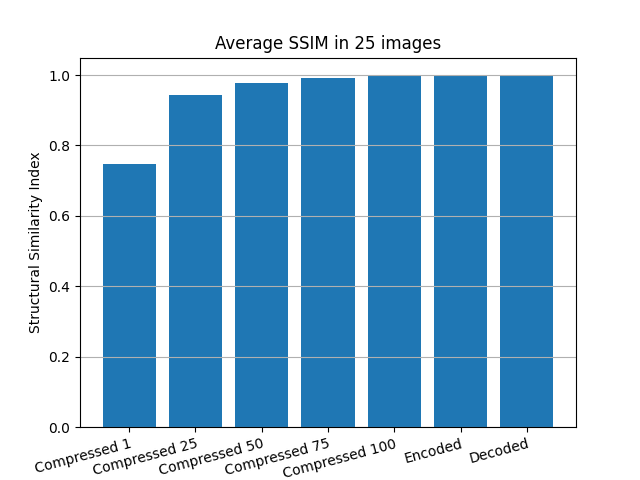 Average SSIM in 25 images
Structural Similarity Index
1.0
0.8
0.6
0.4
0.2
0.0
Compressed 1
Compressed 25
Compressed 50
Compressed 75
Compressed 100
Encoded
Decoded